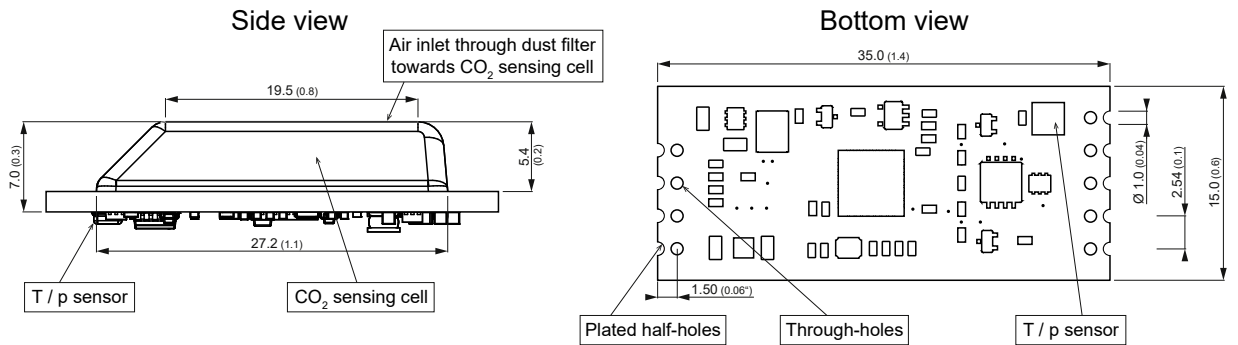 Side view
Bottom view
Air inlet through dust filter
towards CO₂ sensing cell
35.0 (1.4)
19.5 (0.8)
7.0 (0.3)
5.4
(0.2)
Ø 1.0 (0.04)
2.54 (0.1)
15.0 (0.6)
27.2 (1.1)
1.50 (0.06")
T / p sensor
CO₂ sensing cell
Plated half-holes
Through-holes
T / p sensor